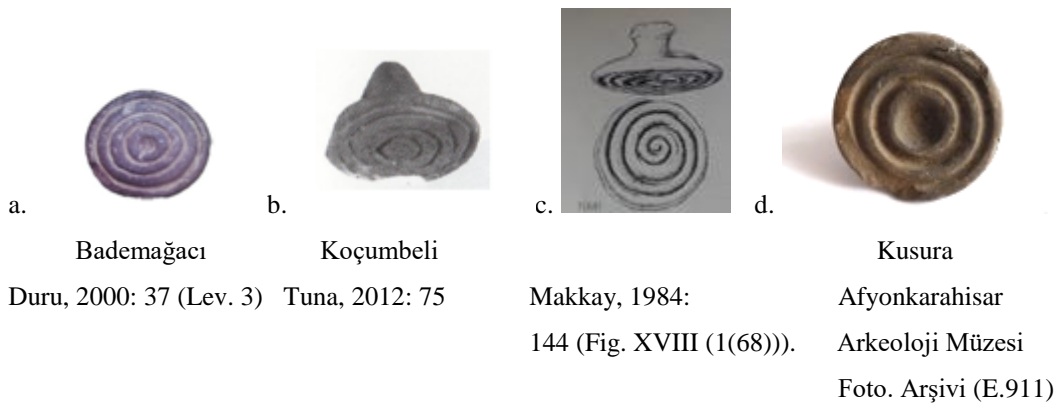 a. b. c. d.
Bademağacı Koçumbeli Kusura
Duru, 2000: 37 (Lev. 3) Tuna, 2012: 75 Makkay, 1984: Afyonkarahisar
144 (Fig. XVIII (1(68))). Arkeoloji Müzesi
Foto. Arşivi (E.911)